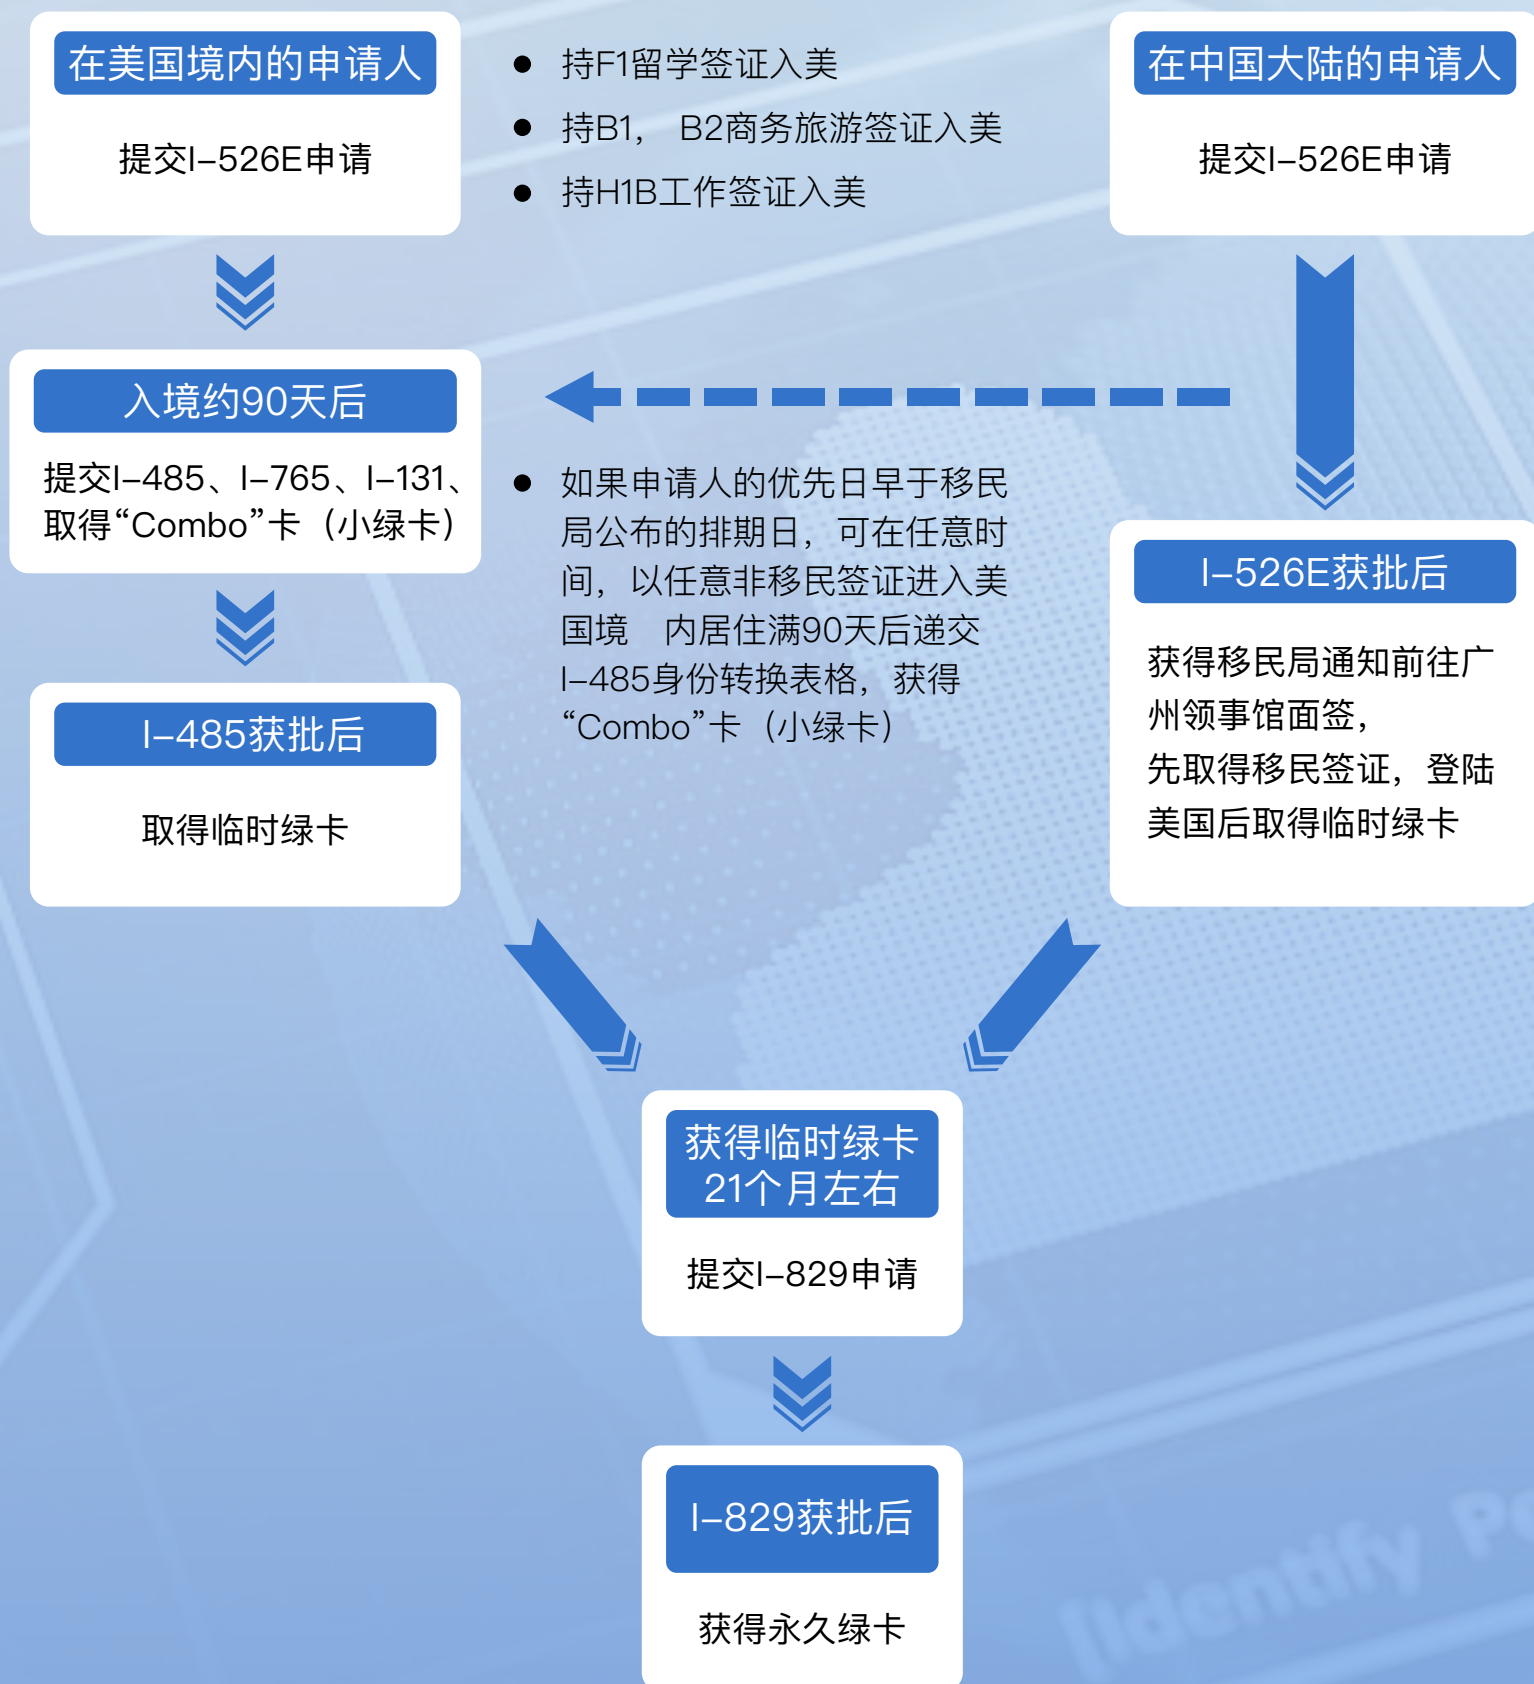 在美国境内的申请人
提交I-526E申请
持F1留学签证入美
持B1， B2商务旅游签证入美
持H1B工作签证入美
在中国大陆的申请人
提交I-526E申请
入境约90天后
提交I-485、I-765、I-131、
取得“Combo”卡（小绿卡）
如果申请人的优先日早于移民
局公布的排期日，可在任意时
间，以任意非移民签证进入美
国境 内居住满90天后递交
I-485身份转换表格，获得
“Combo”卡（小绿卡）
I-526E获批后
获得移民局通知前往广
州领事馆面签，
先取得移民签证，登陆
美国后取得临时绿卡
I-485获批后
取得临时绿卡
获得临时绿卡
21个月左右
提交I-829申请
I-829获批后
获得永久绿卡